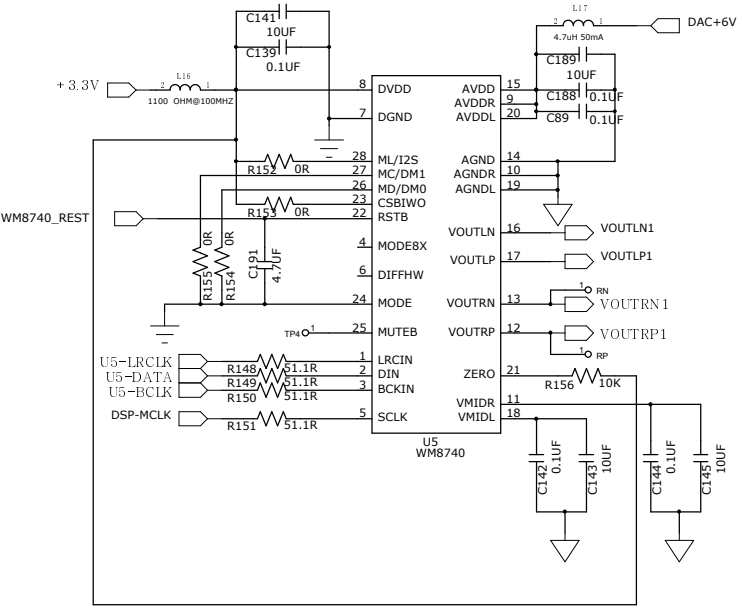 C141
10UF
C139
0.1UF
+3.3V
2 L16 1
1100 OHM@100MHZ
2 L17 1
4.7uH 50mA
DAC+6V
C189
10UF
C188
0.1UF
C89
0.1UF
8 DVDD
7 DGND
28 ML/I2S
27 MC/DM1
26 MD/DM0
23 CSBIWO
22 RSTB
4 MODE8X
6 DIFFHW
24 MODE
25 MUTEB
1 LRCIN
2 DIN
3 BCKIN
5 SCLK
AVDD 15
AVDDR 9
AVDDL 20
AGND 14
AGNDR 10
AGNDL 19
VOUTLN 16
VOUTLP 17
VOUTRN 13
VOUTRP 12
ZERO 21
VMIDR 11
VMIDL 18
U5
WM8740
R152
0R
R153
0R
WM8740_REST
R155
0R
R154
0R
C191
4.7UF
TP4
1
U5-LRCLK
U5-DATA
U5-BCLK
DSP-MCLK
R148
51.1R
R149
51.1R
R150
51.1R
R151
51.1R
VOUTLN1
VOUTLP1
1
RN
VOUTRN1
VOUTRP1
1
RP
R156
10K
C142
0.1UF
C143
10UF
C144
0.1UF
C145
10UF